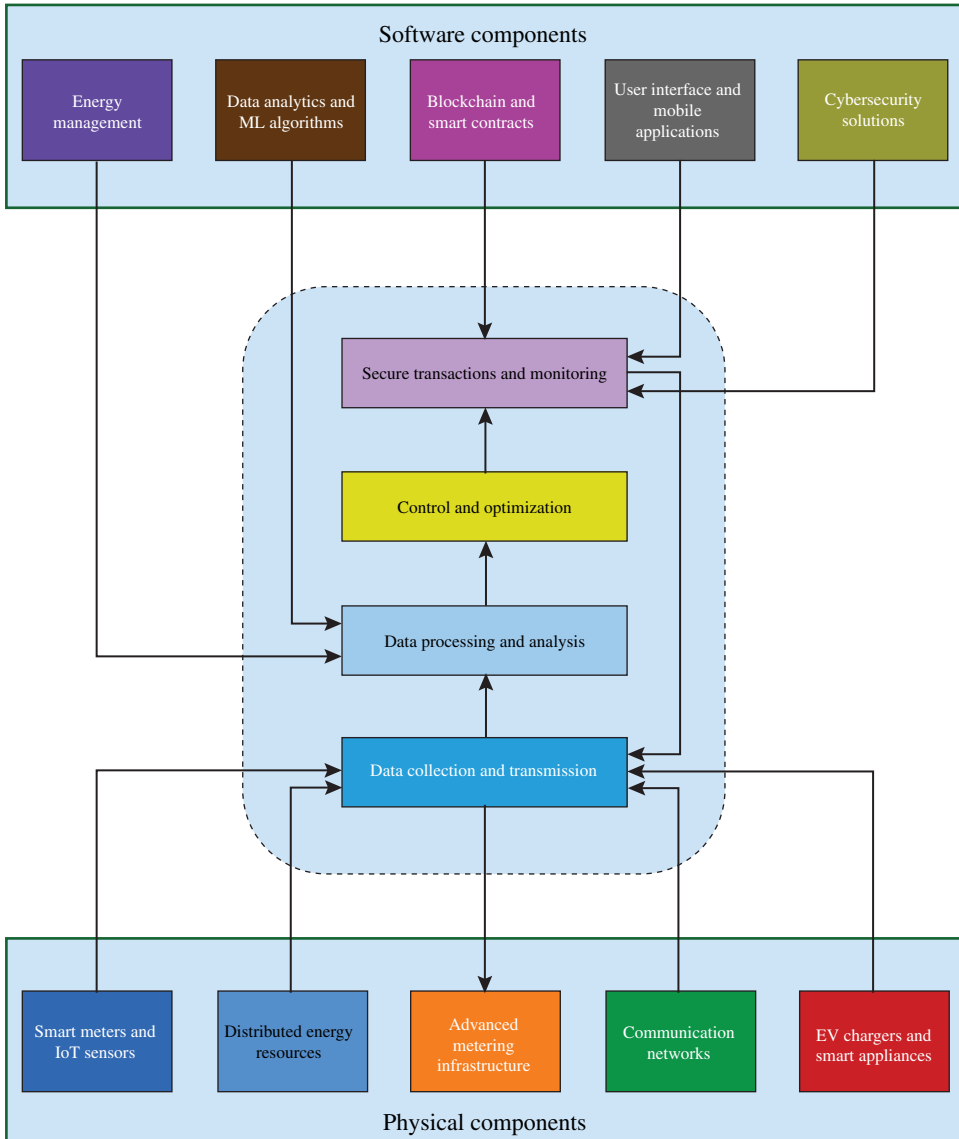 Software components
Energy
management
Data analytics and
ML algorithms
Blockchain and
smart contracts
User interface and
mobile
applications
Cybersecurity
solutions
Secure transactions and monitoring
Control and optimization
Data processing and analysis
Data collection and transmission
Smart meters and
IoT sensors
Distributed energy
resources
Advanced
metering
infrastructure
Communication
networks
EV chargers and
smart appliances
Physical components